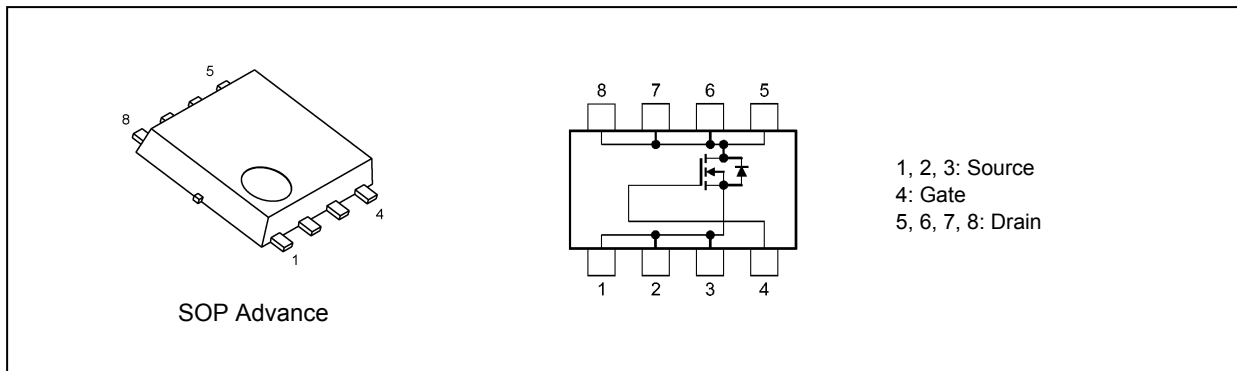 5
8
4
1
SOP Advance
8 7 6 5
1 2 3 4
1, 2, 3: Source
4: Gate
5, 6, 7, 8: Drain